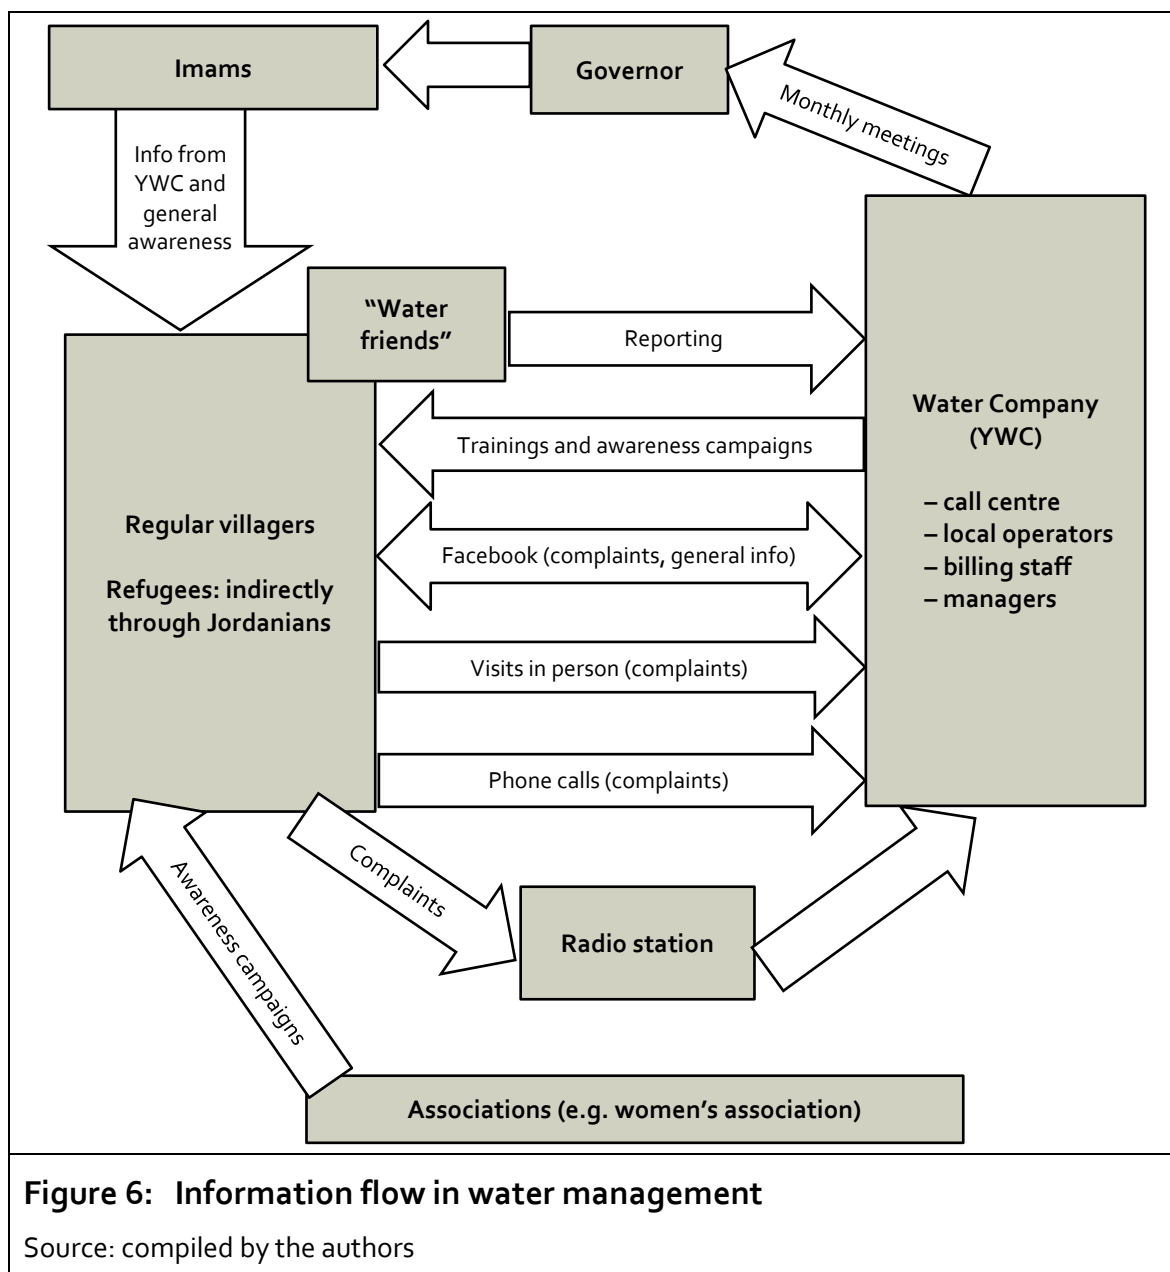 Imams
Governor
Monthly meetings
Info from
YWC and
general
awareness
“Water
friends”
Reporting
Water Company
(YWC)
– call centre
– local operators
– billing staff
– managers
Trainings and awareness campaigns
Regular villagers
Refugees: indirectly
through Jordanians
Facebook (complaints, general info)
Visits in person (complaints)
Phone calls (complaints)
Complaints
Awareness campaigns
Radio station
Associations (e.g. women’s association)
Figure 6: Information flow in water management
Source: compiled by the authors